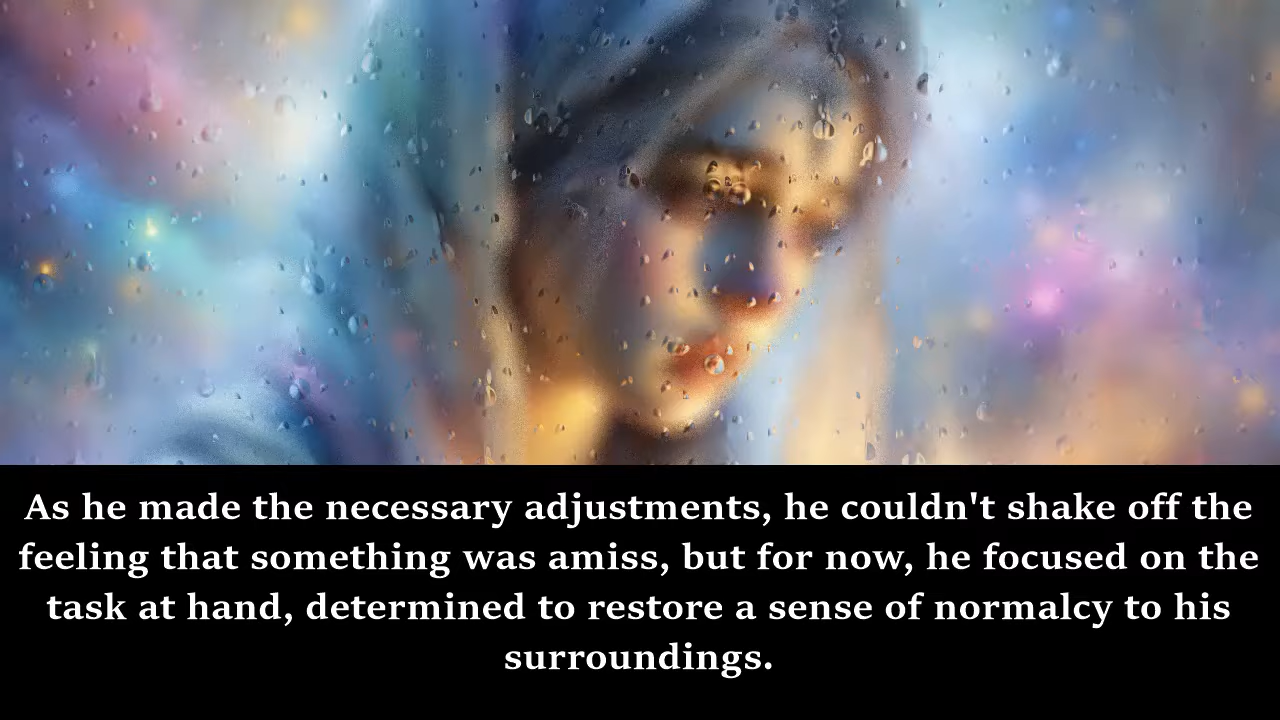 As he made the necessary adjustments, he couldn't shake off the
feeling that something was amiss, but for now, he focused on the
task at hand, determined to restore a sense of normalcy to his
surroundings.